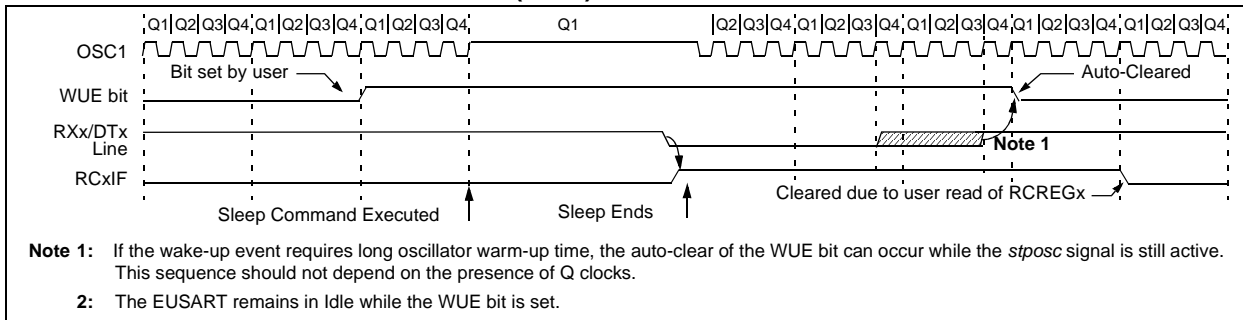 Q1 Q2 Q3 Q4 Q1 Q2 Q3 Q4 Q1 Q2 Q3 Q4 Q1 Q2 Q3 Q4 Q1 Q2 Q3 Q4 Q1 Q2 Q3 Q4 Q1 Q2 Q3 Q4 Q1 Q2 Q3 Q4
OSC1
Bit set by user
Auto-Cleared
WUE bit
RXx/DTx
Line
Note 1
RCxIF
Cleared due to user read of RCREGx
Sleep Command Executed
Sleep Ends
Note 1: If the wake-up event requires long oscillator warm-up time, the auto-clear of the WUE bit can occur while the stposc signal is still active.
This sequence should not depend on the presence of Q clocks.
2: The EUSART remains in Idle while the WUE bit is set.